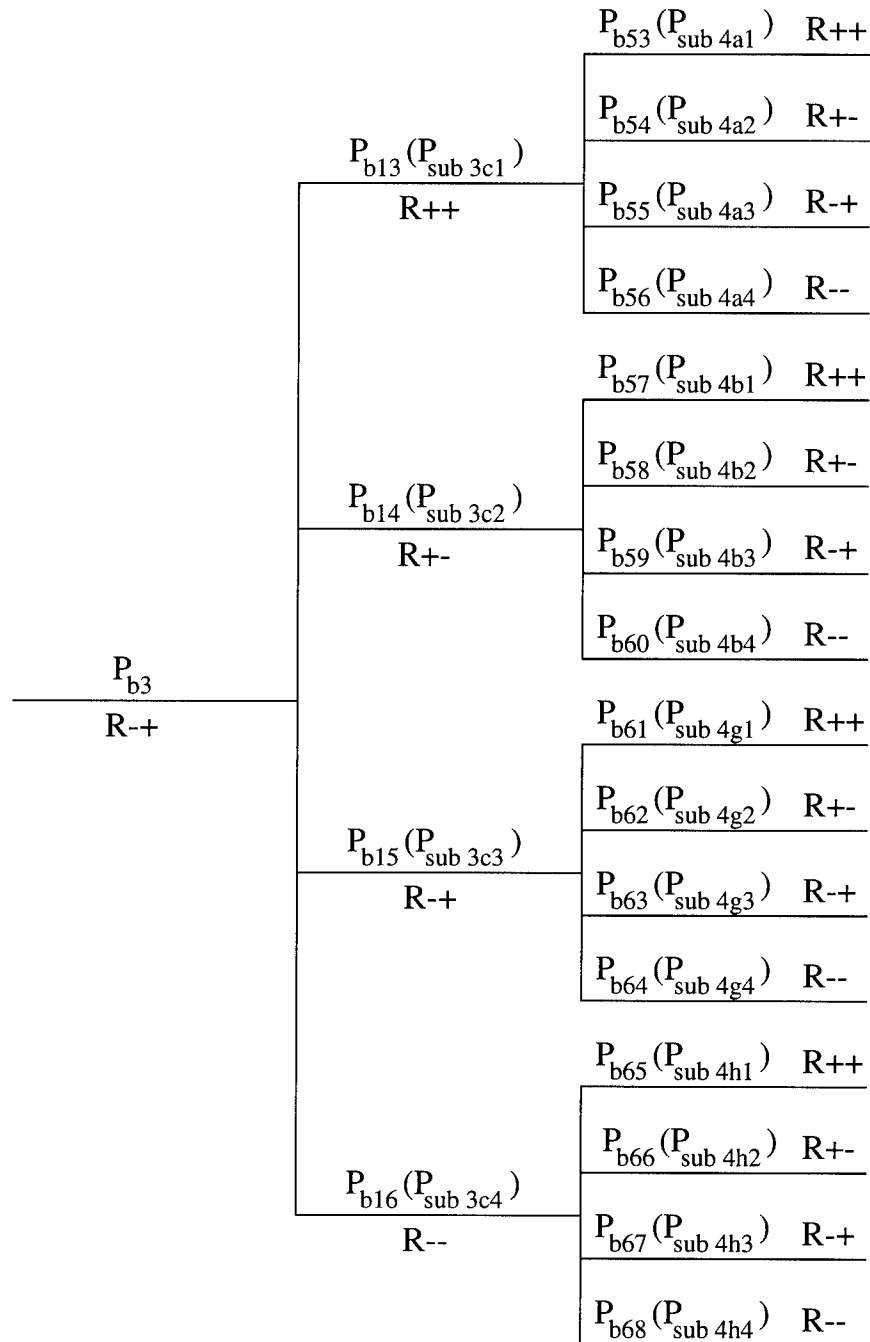 P_b53(P_sub 4a1) R++
P_b54(P_sub 4a2) R+-
P_b13(P_sub 3c1)
R++
P_b55(P_sub 4a3) R-+
P_b56(P_sub 4a4) R--
P_b57(P_sub 4b1) R++
P_b58(P_sub 4b2) R+-
P_b14(P_sub 3c2)
R+-
P_b59(P_sub 4b3) R-+
P_b60(P_sub 4b4) R--
P_b3
R-+
P_b61(P_sub 4g1) R++
P_b62(P_sub 4g2) R+-
P_b15(P_sub 3c3)
R-+
P_b63(P_sub 4g3) R-+
P_b64(P_sub 4g4) R--
P_b65(P_sub 4h1) R++
P_b66(P_sub 4h2) R+-
P_b16(P_sub 3c4)
R--
P_b67(P_sub 4h3) R-+
P_b68(P_sub 4h4) R--